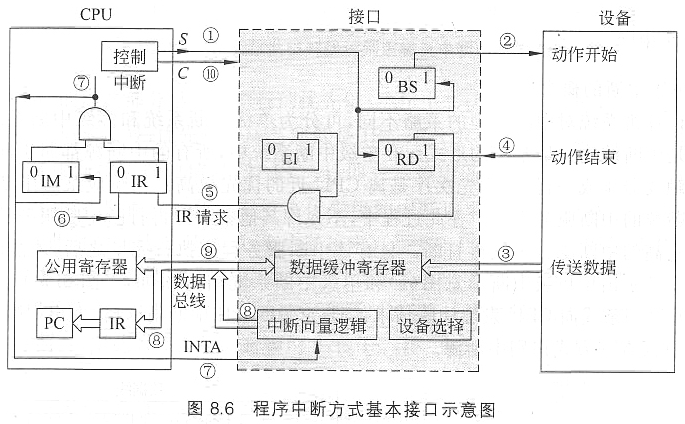 CPU
接口
设备
控制
S
①
C
⑩
中断
⑦
0 1
BS
②
动作开始
0 1
IM
0 1
IR
0 1
EI
0 1
RD
④
动作结束
⑤
IR 请求
⑥
公用寄存器
⑨
数据
总线
数据缓冲寄存器
③
传送数据
PC
IR
⑧
⑧
中断向量逻辑
设备选择
INTA
⑦
图 8.6 程序中断方式基本接口示意图